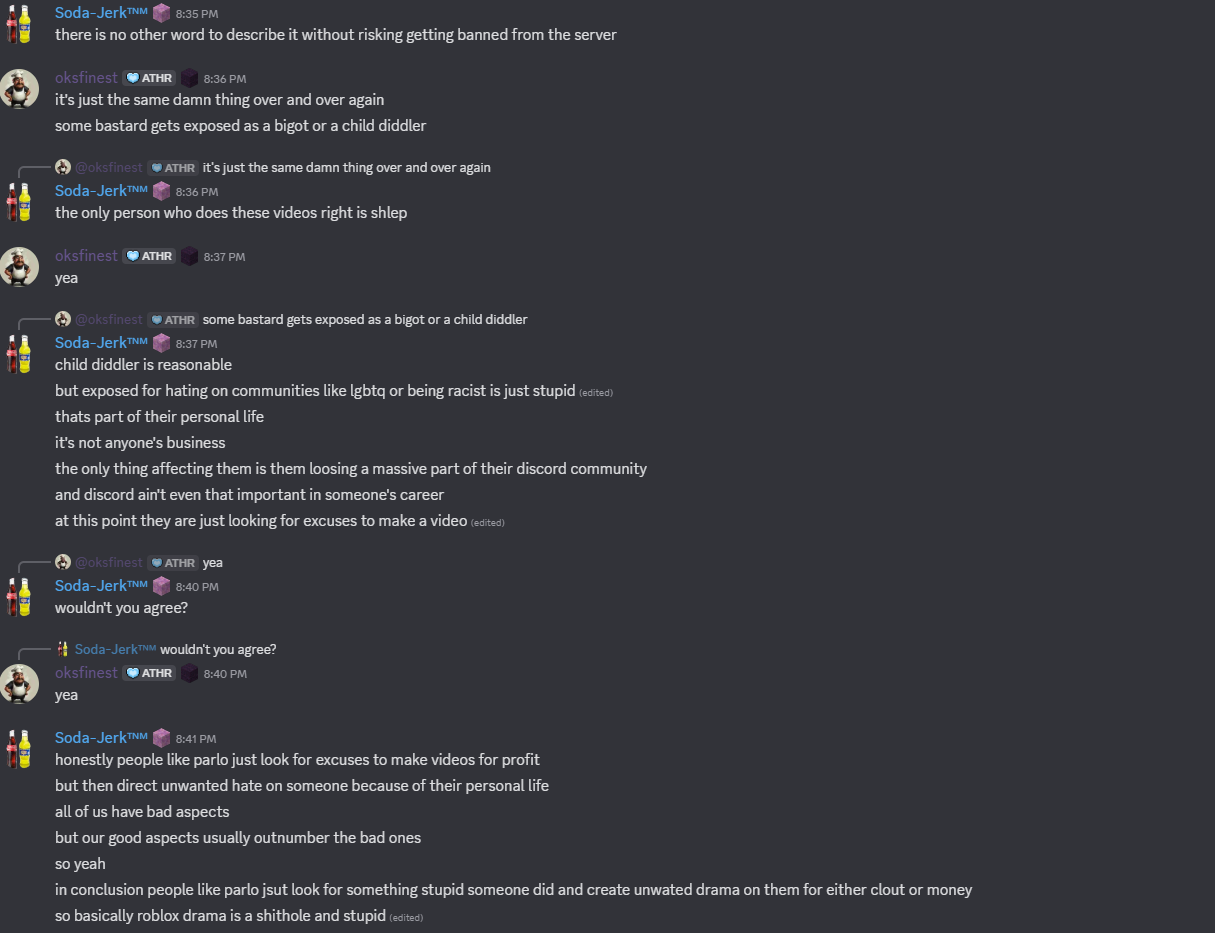 Soda-Jerk™ᴺᴹ 8:35 PM
there is no other word to describe it without risking getting banned from the server
oksfinest ATHR 8:36 PM
it's just the same damn thing over and over again
some bastard gets exposed as a bigot or a child diddler
@oksfinest ATHR it's just the same damn thing over and over again
Soda-Jerk™ᴺᴹ 8:36 PM
the only person who does these videos right is shlep
oksfinest ATHR 8:37 PM
yea
@oksfinest ATHR some bastard gets exposed as a bigot or a child diddler
Soda-Jerk™ᴺᴹ 8:37 PM
child diddler is reasonable
but exposed for hating on communities like lgbtq or being racist is just stupid (edited)
thats part of their personal life
it's not anyone's business
the only thing affecting them is them loosing a massive part of their discord community
and discord ain't even that important in someone's career
at this point they are just looking for excuses to make a video (edited)
@oksfinest ATHR yea
Soda-Jerk™ᴺᴹ 8:40 PM
wouldn't you agree?
Soda-Jerk™ᴺᴹ wouldn't you agree?
oksfinest ATHR 8:40 PM
yea
Soda-Jerk™ᴺᴹ 8:41 PM
honestly people like parlo just look for excuses to make videos for profit
but then direct unwanted hate on someone because of their personal life
all of us have bad aspects
but our good aspects usually outnumber the bad ones
so yeah
in conclusion people like parlo jsut look for something stupid someone did and create unwated drama on them for either clout or money
so basically roblox drama is a shithole and stupid (edited)